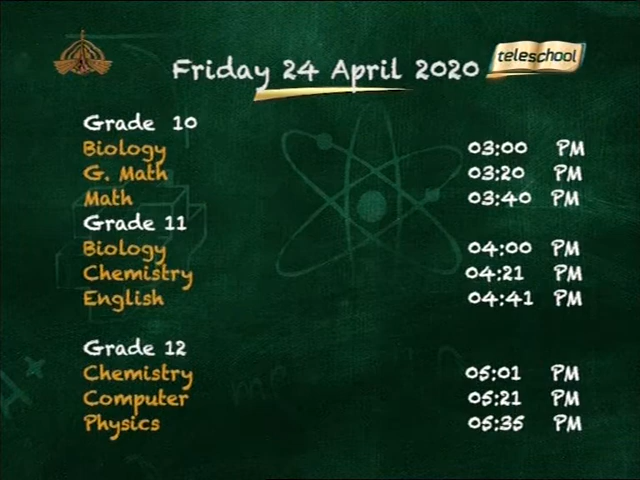 Friday 24 April 2020
teleschool
Grade 10
Biology 03:00 PM
G. Math 03:20 PM
Math 03:40 PM
Grade 11
Biology 04:00 PM
Chemistry 04:21 PM
English 04:41 PM
Grade 12
Chemistry 05:01 PM
Computer 05:21 PM
Physics 05:35 PM